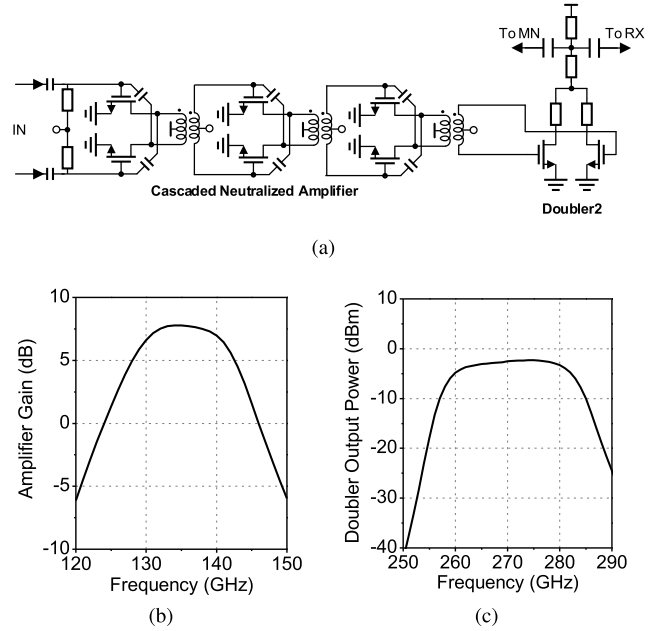 To MN
To RX
IN
Cascaded Neutralized Amplifier
Doubler2
(a)
10
5
0
-5
-10
120
130
140
150
Amplifier Gain (dB)
Frequency (GHz)
(b)
10
0
-10
-20
-30
-40
250
260
270
280
290
Doubler Output Power (dBm)
Frequency (GHz)
(c)